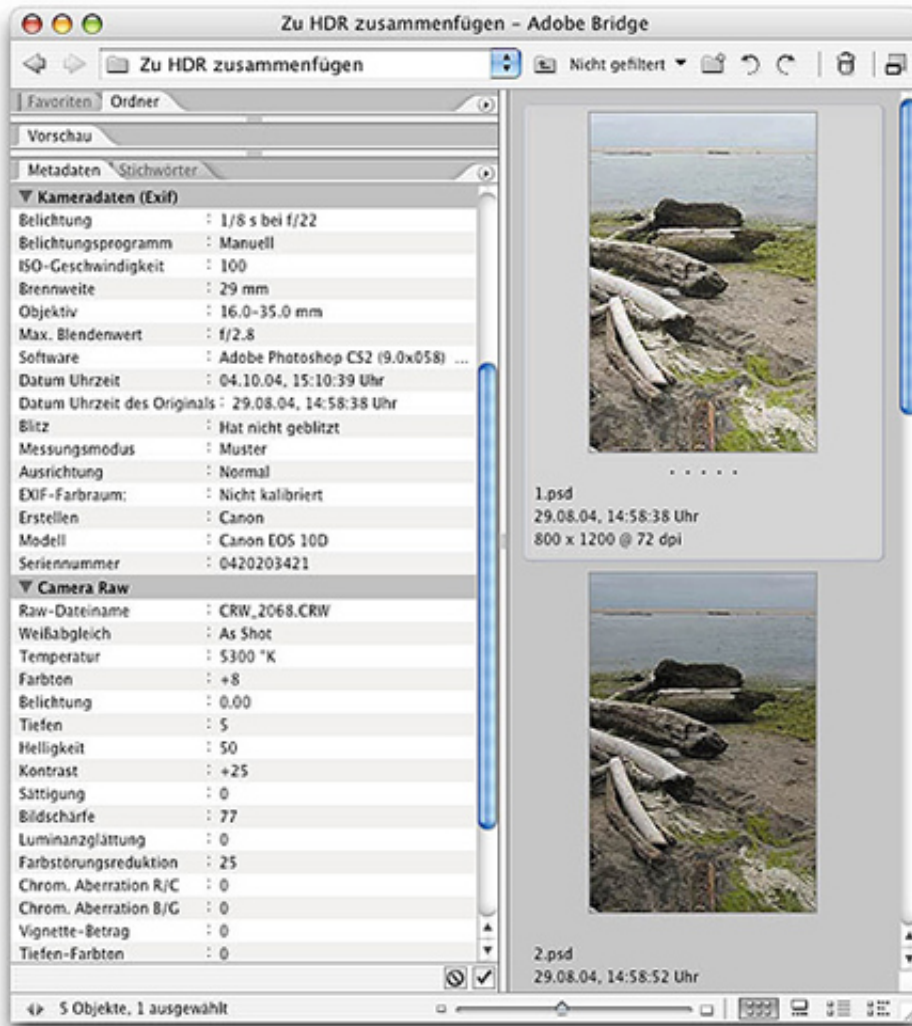 Zu HDR zusammenfügen – Adobe Bridge
Zu HDR zusammenfügen
Nicht gefiltert
Favoriten
Ordner
Vorschau
Metadaten
Stichwörter
Kameradaten (Exif)
Belichtung : 1/8 s bei f/22
Belichtungsprogramm : Manuell
ISO-Geschwindigkeit : 100
Brennweite : 29 mm
Objektiv : 16.0-35.0 mm
Max. Blendenwert : f/2.8
Software : Adobe Photoshop CS2 (9.0x058) ...
Datum Uhrzeit : 04.10.04, 15:10:39 Uhr
Datum Uhrzeit des Originals : 29.08.04, 14:58:38 Uhr
Blitz : Hat nicht geblitzt
Messungsmodus : Muster
Ausrichtung : Normal
EXIF-Farbraum: : Nicht kalibriert
Erstellen : Canon
Modell : Canon EOS 10D
Seriennummer : 0420203421
Camera Raw
Raw-Dateiname : CRW_2068.CRW
Weißabgleich : As Shot
Temperatur : 5300 °K
Farbton : +8
Belichtung : 0.00
Tiefen : 5
Helligkeit : 50
Kontrast : +25
Sättigung : 0
Bildschärfe : 77
Luminanzglättung : 0
Farbstörungsreduktion : 25
Chrom. Aberration R/C : 0
Chrom. Aberration B/G : 0
Vignette-Betrag : 0
Tiefen-Farbton : 0
1.psd
29.08.04, 14:58:38 Uhr
800 x 1200 @ 72 dpi
2.psd
29.08.04, 14:58:52 Uhr
5 Objekte, 1 ausgewählt